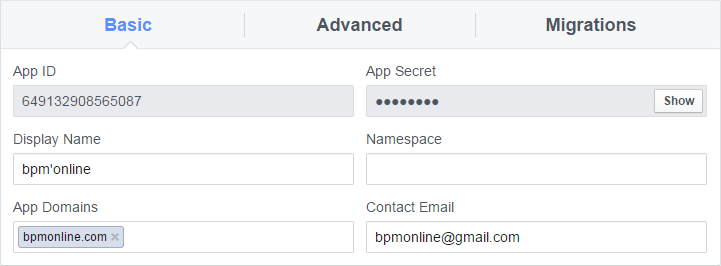 Basic Advanced Migrations
App ID App Secret
649132908565087 ●●●●●●●● Show
Display Name Namespace
bpm'online
App Domains Contact Email
bpmonline.com × bpmonline@gmail.com